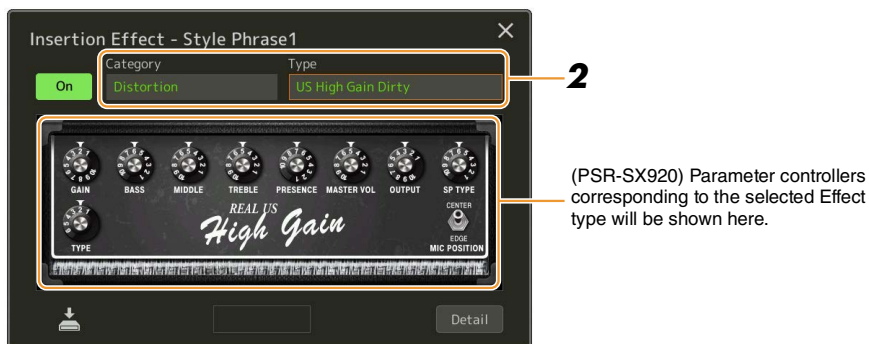 Insertion Effect - Style Phrase1
Category
Type
On
Distortion
US High Gain Dirty
2
GAIN
BASS
MIDDLE
TREBLE
PRESENCE
MASTER VOL
OUTPUT
SP TYPE
TYPE
REAL US
High Gain
CENTER
EDGE
MIC POSITION
(PSR-SX920) Parameter controllers
corresponding to the selected Effect
type will be shown here.
Detail